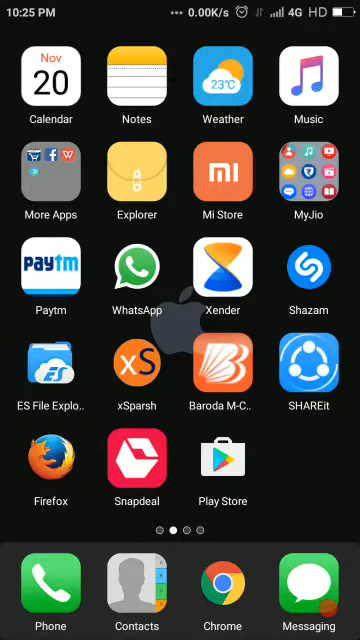 10:25 PM ... 0.00K/s 4G HD
Nov
20
23°C
Calendar Notes Weather Music
mi
More Apps Explorer Mi Store MyJio
paytm
Paytm WhatsApp Xender Shazam
ES
xS
ES File Explo.. xSparsh Baroda M-C.. SHAREit
Firefox Snapdeal Play Store
Phone Contacts Chrome Messaging